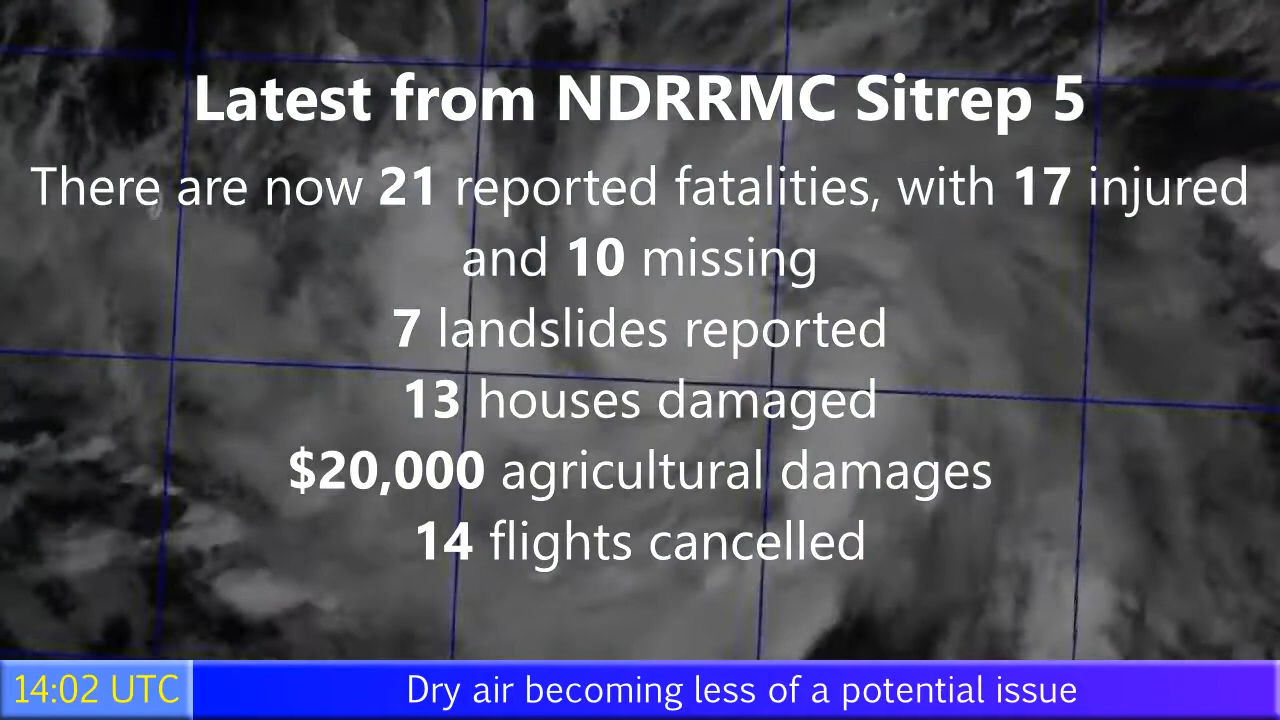 Latest from NDRRMC Sitrep 5
There are now 21 reported fatalities, with 17 injured
and 10 missing
7 landslides reported
13 houses damaged
$20,000 agricultural damages
14 flights cancelled
14:02 UTC
Dry air becoming less of a potential issue